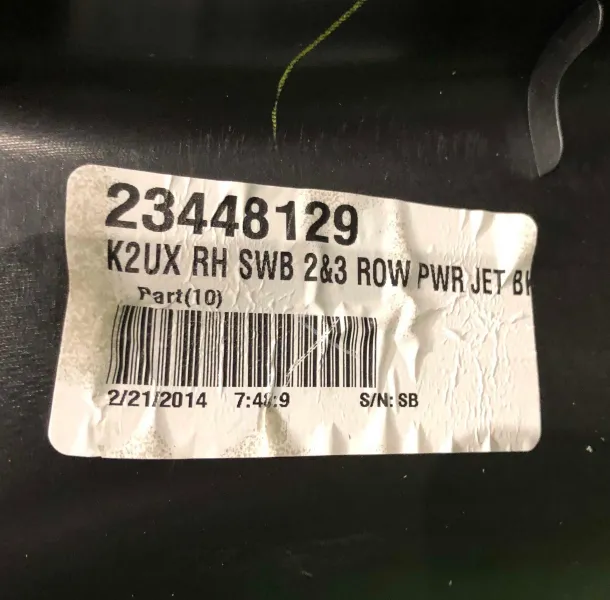 23448129
K2UX RH SWB 2&3 ROW PWR JET
Part(10)
2/21/2014 S/N: SB